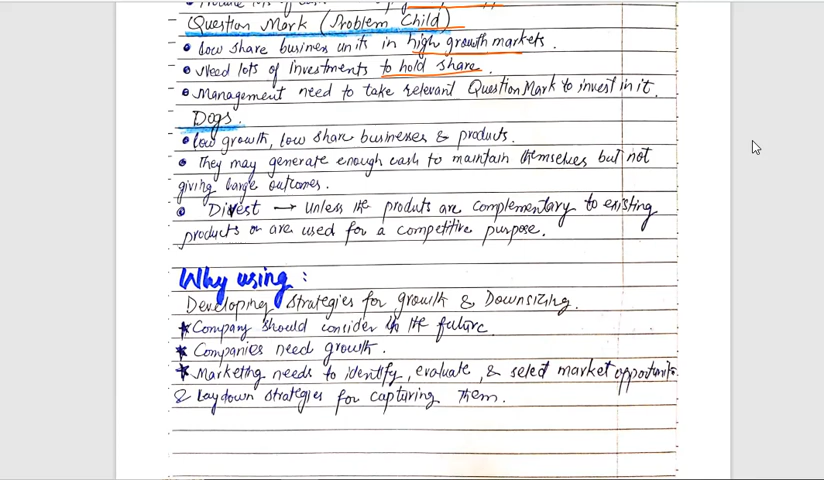 Question Mark (Problem Child)
• Low share business units in high growth markets.
• Need lots of investments to hold share.
• Management need to take relevant Question Mark to invest in it.
Dogs.
• Low growth, low share businesses & products.
• They may generate enough cash to maintain themselves but not
giving large outcomes.
• Divest → Unless the produts are complementary to existing
products or are used for a competitive purpose.
Why using:
Developing strategies for growth & Downsizing.
★ Company should consider in the future.
★ Companies need growth.
★ Marketing needs to identify, evaluate, & select market
& Laydown strategies for capturing them.